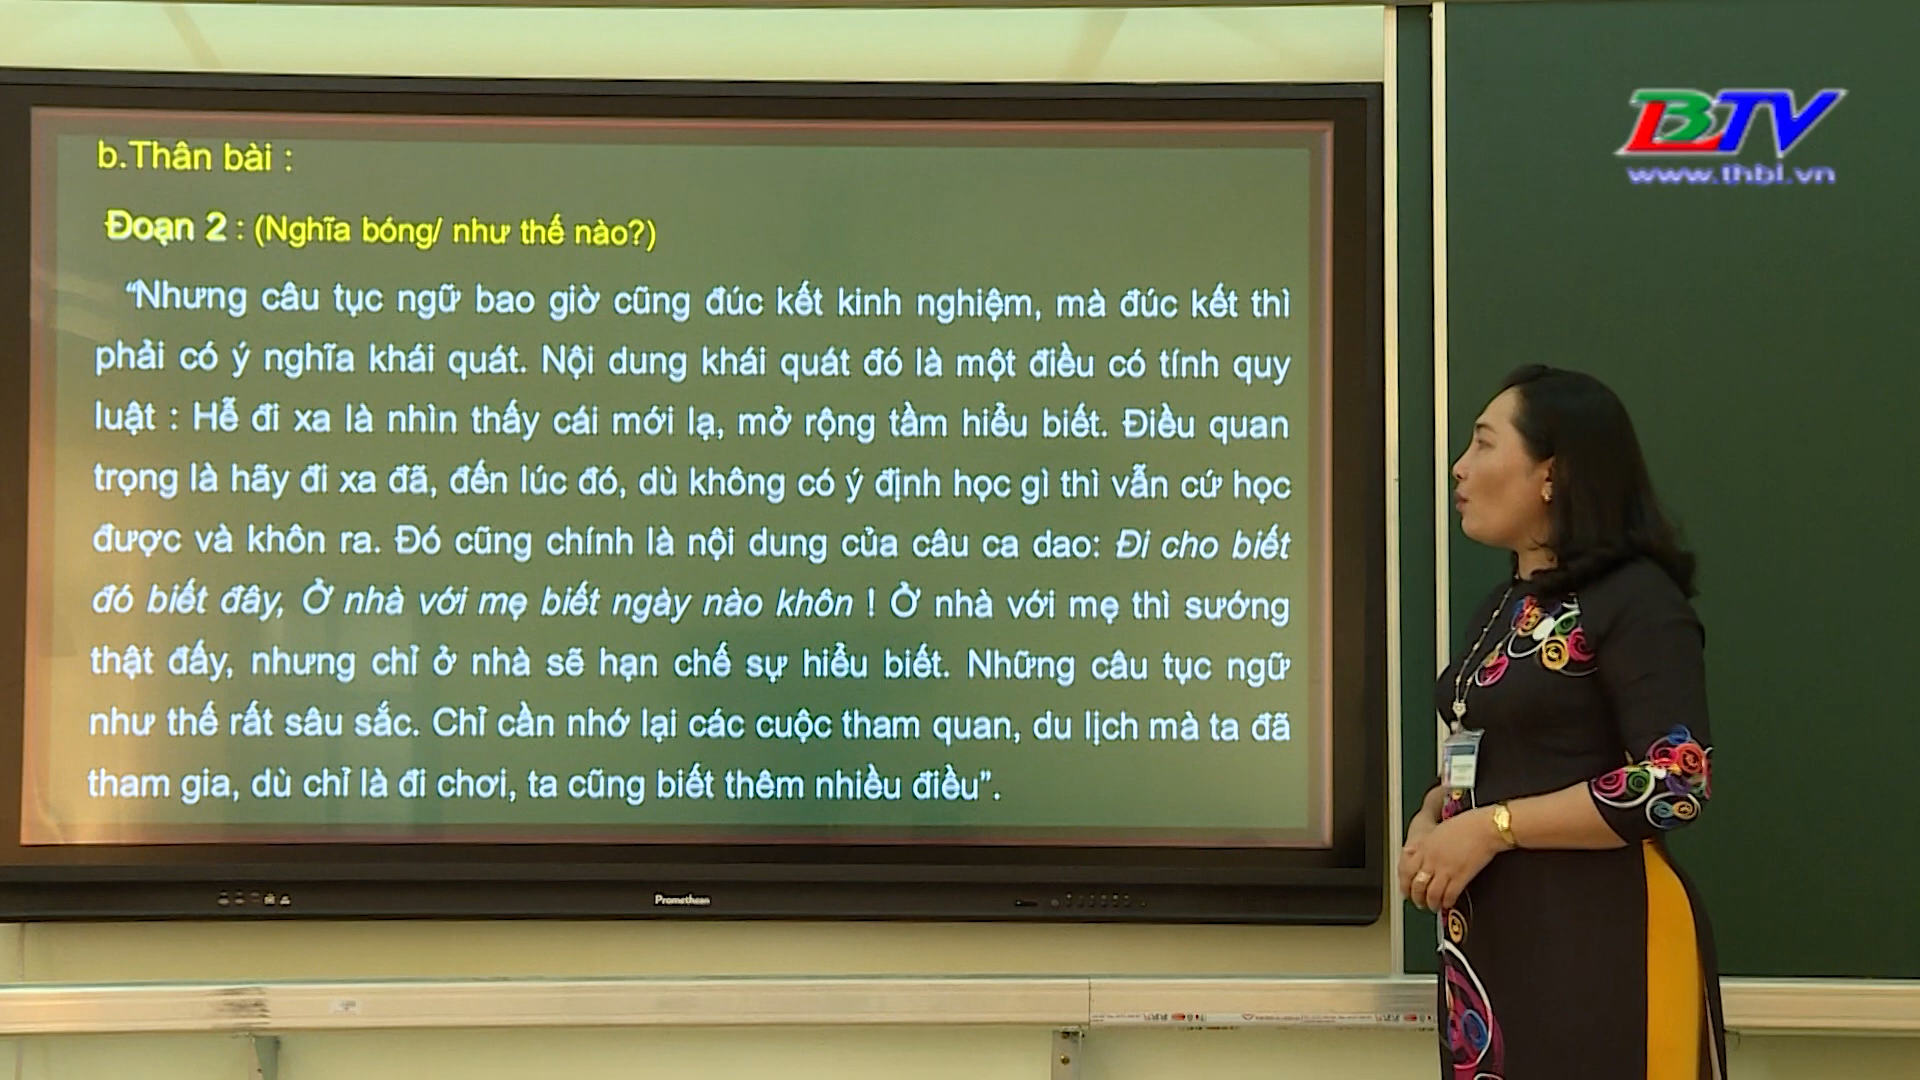 BTV
www.thbl.vn
b.Thân bài :
Đoạn 2 : (Nghĩa bóng/ như thế nào?)
“Nhưng câu tục ngữ bao giờ cũng đúc kết kinh nghiệm, mà đúc kết thì
phải có ý nghĩa khái quát. Nội dung khái quát đó là một điều có tính quy
luật : Hễ đi xa là nhìn thấy cái mới lạ, mở rộng tầm hiểu biết. Điều quan
trọng là hãy đi xa đã, đến lúc đó, dù không có ý định học gì thì vẫn cứ học
được và khôn ra. Đó cũng chính là nội dung của câu ca dao: Đi cho biết
đó biết đây, Ở nhà với mẹ biết ngày nào khôn ! Ở nhà với mẹ thì sướng
thật đấy, nhưng chỉ ở nhà sẽ hạn chế sự hiểu biết. Những câu tục ngữ
như thế rất sâu sắc. Chỉ cần nhớ lại các cuộc tham quan, du lịch mà ta đã
tham gia, dù chỉ là đi chơi, ta cũng biết thêm nhiều điều”.
Promethean